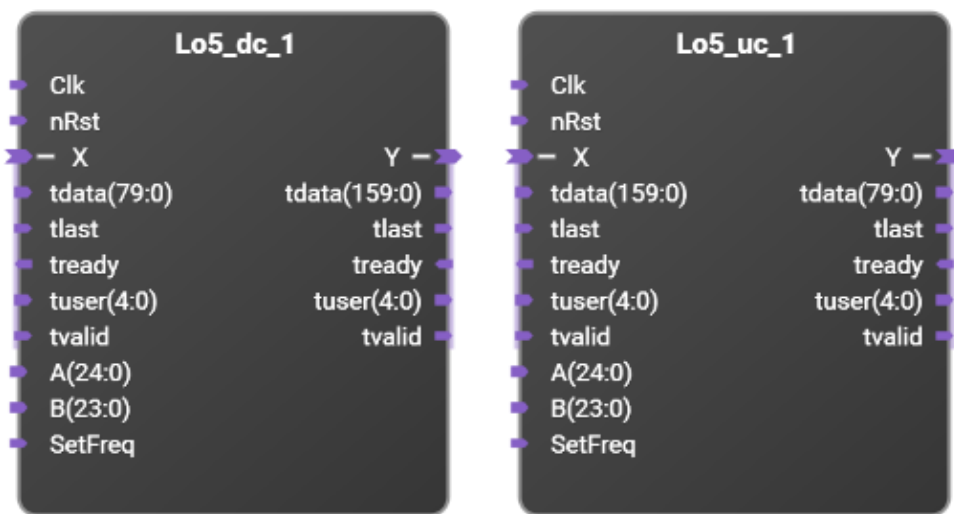 Lo5_dc_1
Clk
nRst
X Y
tdata(79:0) tdata(159:0)
tlast tlast
tready tready
tuser(4:0) tuser(4:0)
tvalid tvalid
A(24:0)
B(23:0)
SetFreq
Lo5_uc_1
Clk
nRst
X Y
tdata(159:0) tdata(79:0)
tlast tlast
tready tready
tuser(4:0) tuser(4:0)
tvalid tvalid
A(24:0)
B(23:0)
SetFreq